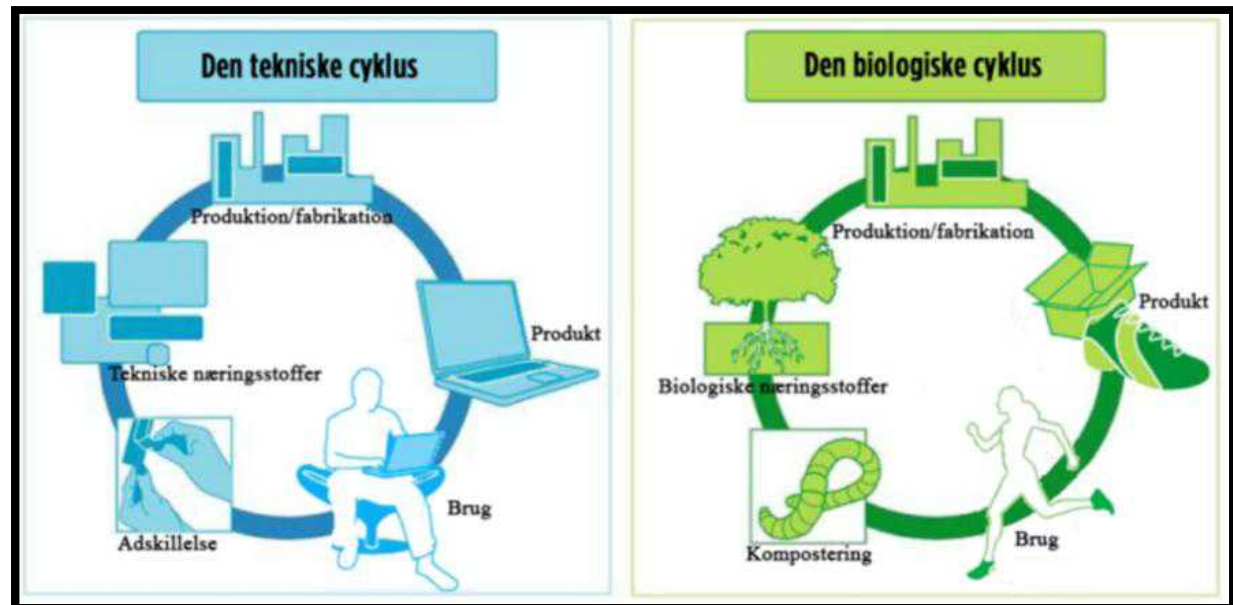 Den tekniske cyklus
Produktion/fabrikation
Produkt
Brug
Adskillelse
Tekniske næringsstoffer
Den biologiske cyklus
Produktion/fabrikation
Produkt
Brug
Kompostering
Biologiske næringsstoffer